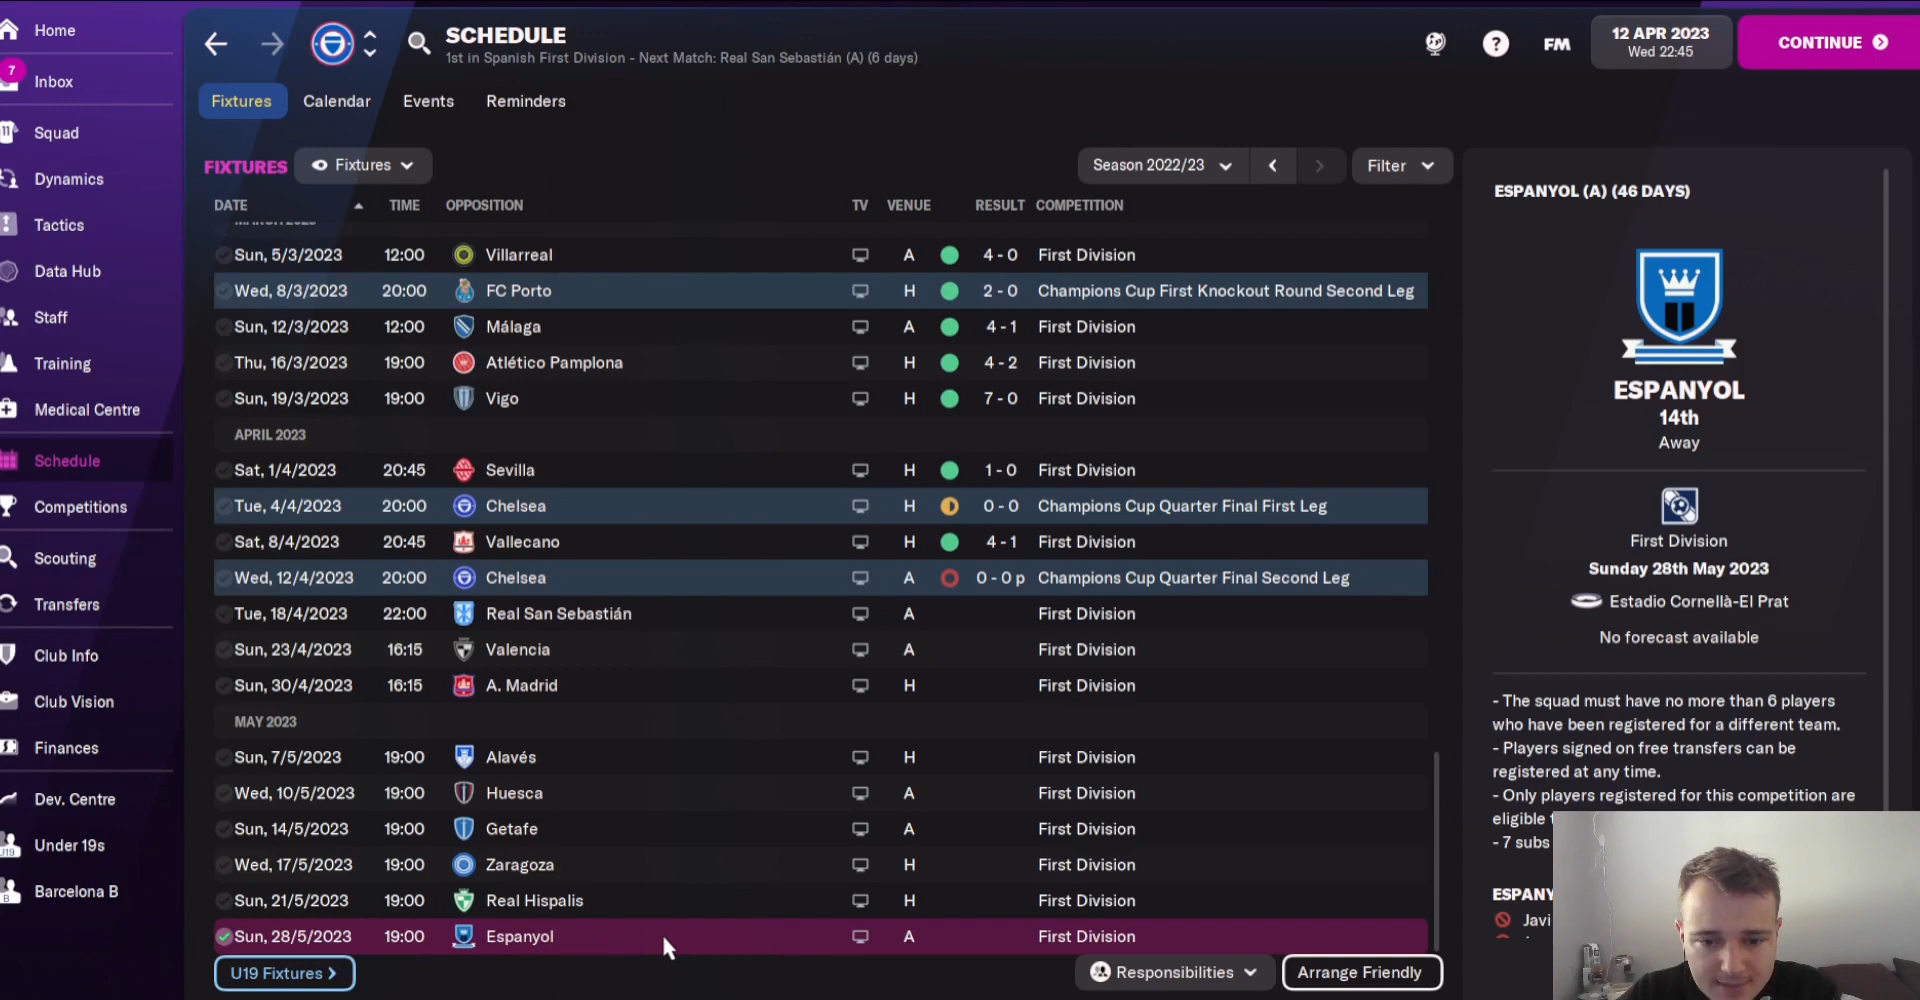 Home
7
Inbox
11
Squad
Dynamics
Tactics
Data Hub
Staff
Training
Medical Centre
Schedule
Competitions
Scouting
Transfers
Club Info
Club Vision
Finances
Dev. Centre
U19
Under 19s
B
Barcelona B
SCHEDULE
1st in Spanish First Division - Next Match: Real San Sebastián (A) (6 days)
?
FM
12 APR 2023
Wed 22:45
CONTINUE
Fixtures
Calendar
Events
Reminders
FIXTURES
Fixtures
Season 2022/23
Filter
DATE TIME OPPOSITION TV VENUE RESULT COMPETITION
MARCH 2023
Sun, 5/3/2023 12:00 Villarreal A 4 - 0 First Division
Wed, 8/3/2023 20:00 FC Porto H 2 - 0 Champions Cup First Knockout Round Second Leg
Sun, 12/3/2023 12:00 Málaga A 4 - 1 First Division
Thu, 16/3/2023 19:00 Atlético Pamplona H 4 - 2 First Division
Sun, 19/3/2023 19:00 Vigo H 7 - 0 First Division
APRIL 2023
Sat, 1/4/2023 20:45 Sevilla H 1 - 0 First Division
Tue, 4/4/2023 20:00 Chelsea H 0 - 0 Champions Cup Quarter Final First Leg
Sat, 8/4/2023 20:45 Vallecano H 4 - 1 First Division
Wed, 12/4/2023 20:00 Chelsea A 0 - 0 p Champions Cup Quarter Final Second Leg
Tue, 18/4/2023 22:00 Real San Sebastián A First Division
Sun, 23/4/2023 16:15 Valencia A First Division
Sun, 30/4/2023 16:15 A. Madrid H First Division
MAY 2023
Sun, 7/5/2023 19:00 Alavés H First Division
Wed, 10/5/2023 19:00 Huesca A First Division
Sun, 14/5/2023 19:00 Getafe A First Division
Wed, 17/5/2023 19:00 Zaragoza H First Division
Sun, 21/5/2023 19:00 Real Hispalis H First Division
Sun, 28/5/2023 19:00 Espanyol A First Division
U19 Fixtures
Responsibilities
Arrange Friendly
ESPANYOL (A) (46 DAYS)
ESPANYOL
14th
Away
First Division
Sunday 28th May 2023
Estadio Cornellà-El Prat
No forecast available
- The squad must have no more than 6 players
who have been registered for a different team.
- Players signed on free transfers can be
registered at any time.
- Only players registered for this competition are
eligible
- 7 subs
ESPANY
Javi